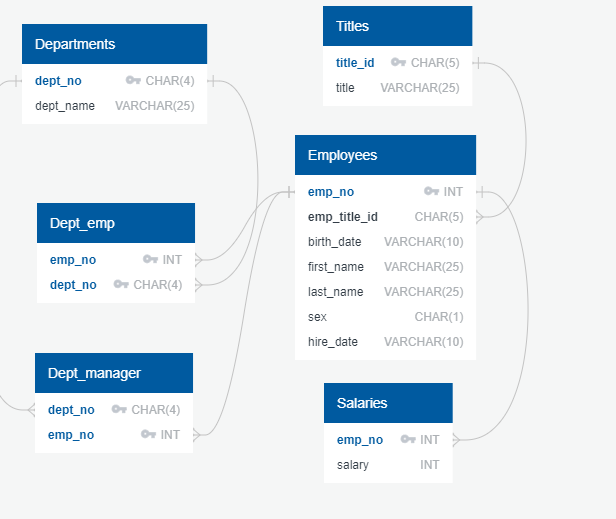 Departments
dept_no CHAR(4)
dept_name VARCHAR(25)
Titles
title_id CHAR(5)
title VARCHAR(25)
Employees
emp_no INT
emp_title_id CHAR(5)
birth_date VARCHAR(10)
first_name VARCHAR(25)
last_name VARCHAR(25)
sex CHAR(1)
hire_date VARCHAR(10)
Dept_emp
emp_no INT
dept_no CHAR(4)
Dept_manager
dept_no CHAR(4)
emp_no INT
Salaries
emp_no INT
salary INT